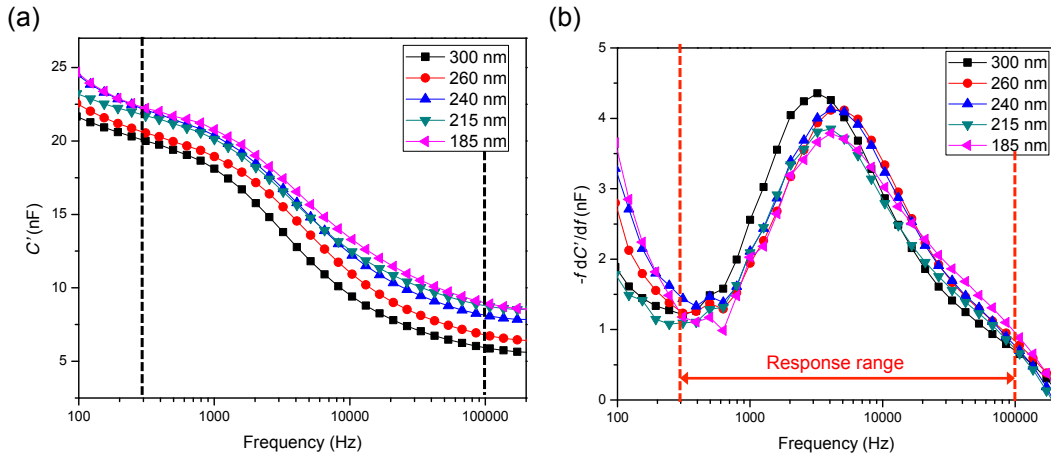 (a)
25
20
15
10
5
C' (nF)
100
1000
10000
100000
Frequency (Hz)
300 nm
260 nm
240 nm
215 nm
185 nm
(b)
5
4
3
2
1
0
-f dC'/df (nF)
100
1000
10000
100000
Frequency (Hz)
300 nm
260 nm
240 nm
215 nm
185 nm
Response range